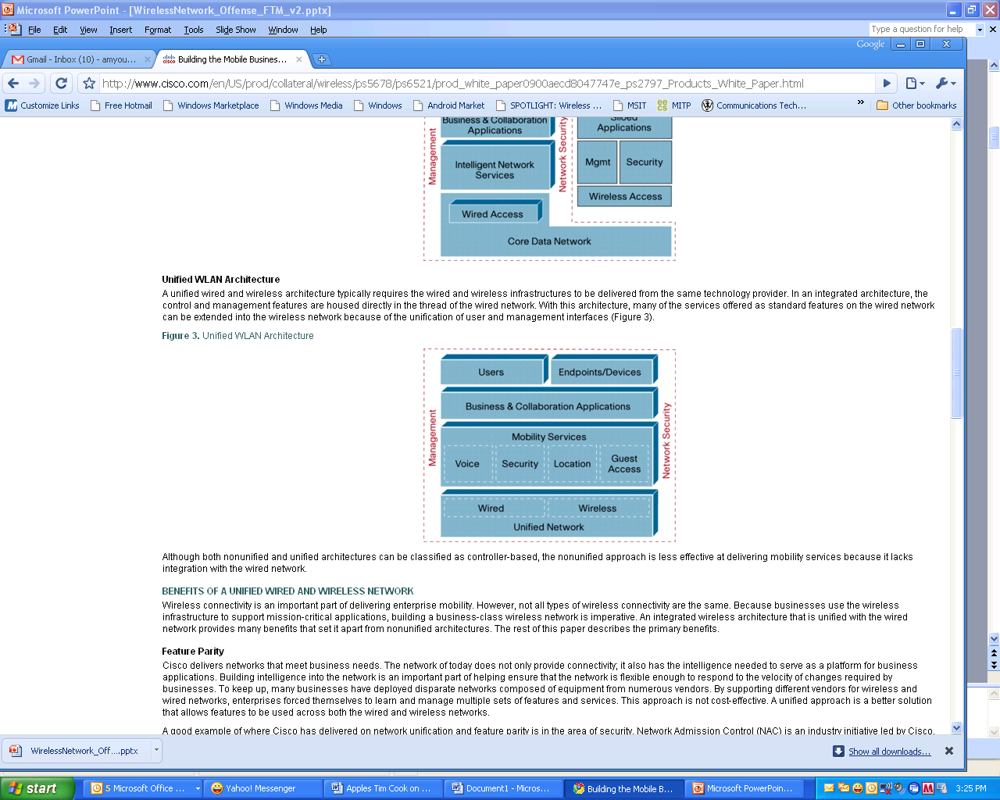 Microsoft PowerPoint - [WirelessNetwork_Offense_FTM_v2.pptx]
File Edit View Insert Format Tools Slide Show Window Help
Type a question for help
Google
Gmail - Inbox (10) - amyou...
Building the Mobile Busines...
http://www.cisco.com/en/US/prod/collateral/wireless/ps5678/ps6521/prod_white_paper0900aecd8047747e_ps2797_Products_White_Paper.html
Customize Links Free Hotmail Windows Marketplace Windows Media Windows Android Market SPOTLIGHT: Wireless ... MSIT MITP Communications Tech... » Other bookmarks
Business & Collaboration
Applications
Siloed
Applications
Management
Network Security
Intelligent Network
Services
Mgmt
Security
Wireless Access
Wired Access
Core Data Network
Unified WLAN Architecture
A unified wired and wireless architecture typically requires the wired and wireless infrastructures to be delivered from the same technology provider. In an integrated architecture, the
control and management features are housed directly in the thread of the wired network. With this architecture, many of the services offered as standard features on the wired network
can be extended into the wireless network because of the unification of user and management interfaces (Figure 3).
Figure 3. Unified WLAN Architecture
Users
Endpoints/Devices
Business & Collaboration Applications
Management
Network Security
Mobility Services
Voice
Security
Location
Guest
Access
Wired
Wireless
Unified Network
Although both nonunified and unified architectures can be classified as controller-based, the nonunified approach is less effective at delivering mobility services because it lacks
integration with the wired network.
BENEFITS OF A UNIFIED WIRED AND WIRELESS NETWORK
Wireless connectivity is an important part of delivering enterprise mobility. However, not all types of wireless connectivity are the same. Because businesses use the wireless
infrastructure to support mission-critical applications, building a business-class wireless network is imperative. An integrated wireless architecture that is unified with the wired
network provides many benefits that set it apart from nonunified architectures. The rest of this paper describes the primary benefits.
Feature Parity
Cisco delivers networks that meet business needs. The network of today does not only provide connectivity; it also has the intelligence needed to serve as a platform for business
applications. Building intelligence into the network is an important part of helping ensure that the network is flexible enough to respond to the velocity of changes required by
businesses. To keep up, many businesses have deployed disparate networks composed of equipment from numerous vendors. By supporting different vendors for wireless and
wired networks, enterprises forced themselves to learn and manage multiple sets of features and services. This approach is not cost-effective. A unified approach is a better solution
that allows features to be used across both the wired and wireless networks.
A good example of where Cisco has delivered on network unification and feature parity is in the area of security. Network Admission Control (NAC) is an industry initiative led by Cisco.
WirelessNetwork_Off....pptx
Show all downloads...
start
5 Microsoft Office ...
Yahoo! Messenger
Apples Tim Cook on ...
Document1 - Micros...
Building the Mobile B...
Microsoft PowerPoin...
3:25 PM